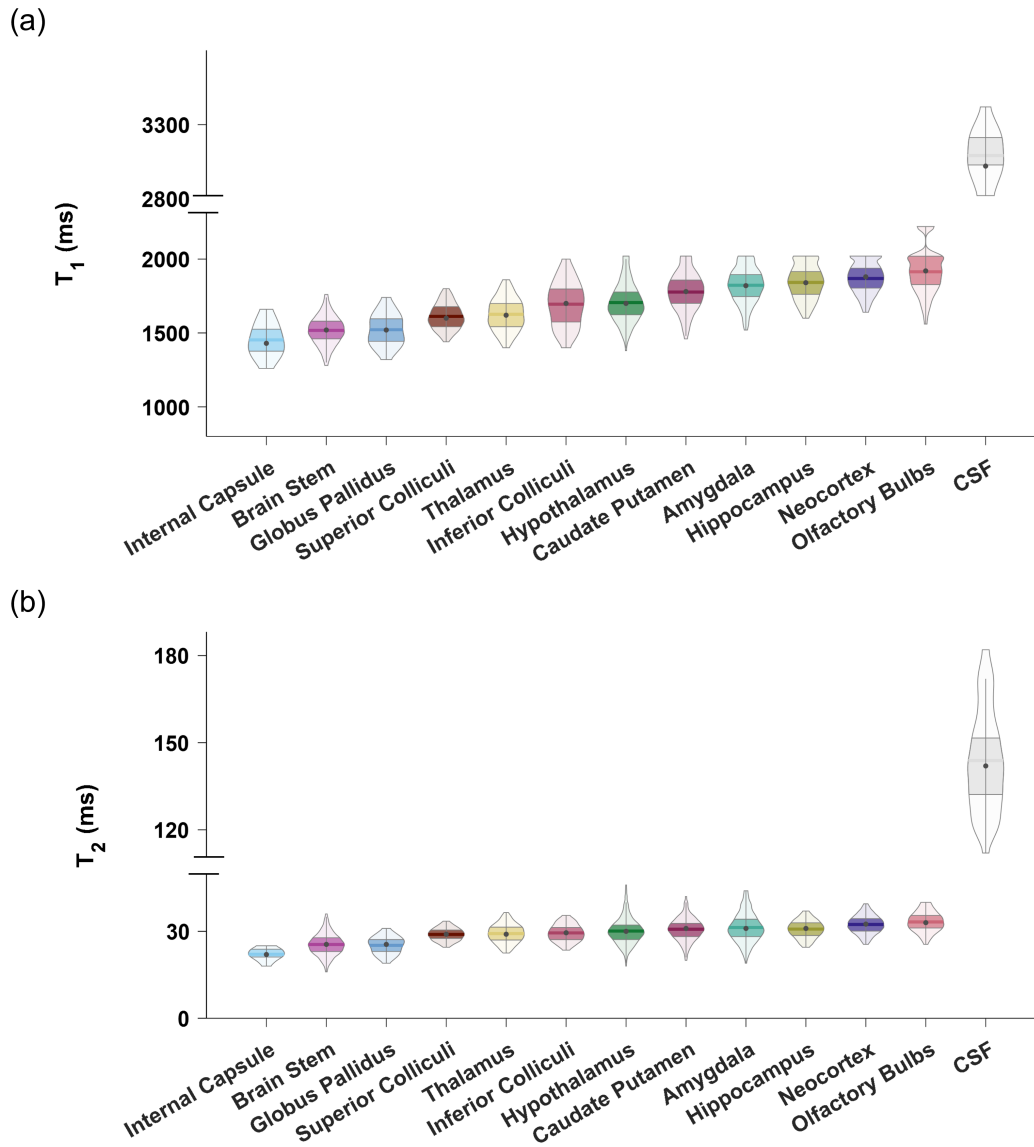 (a)
T1 (ms)
3300
2800
2000
1500
1000
Internal Capsule
Brain Stem
Globus Pallidus
Superior Colliculi
Thalamus
Inferior Colliculi
Hypothalamus
Caudate Putamen
Amygdala
Hippocampus
Neocortex
Olfactory Bulbs
CSF
(b)
T2 (ms)
180
150
120
30
0
Internal Capsule
Brain Stem
Globus Pallidus
Superior Colliculi
Thalamus
Inferior Colliculi
Hypothalamus
Caudate Putamen
Amygdala
Hippocampus
Neocortex
Olfactory Bulbs
CSF